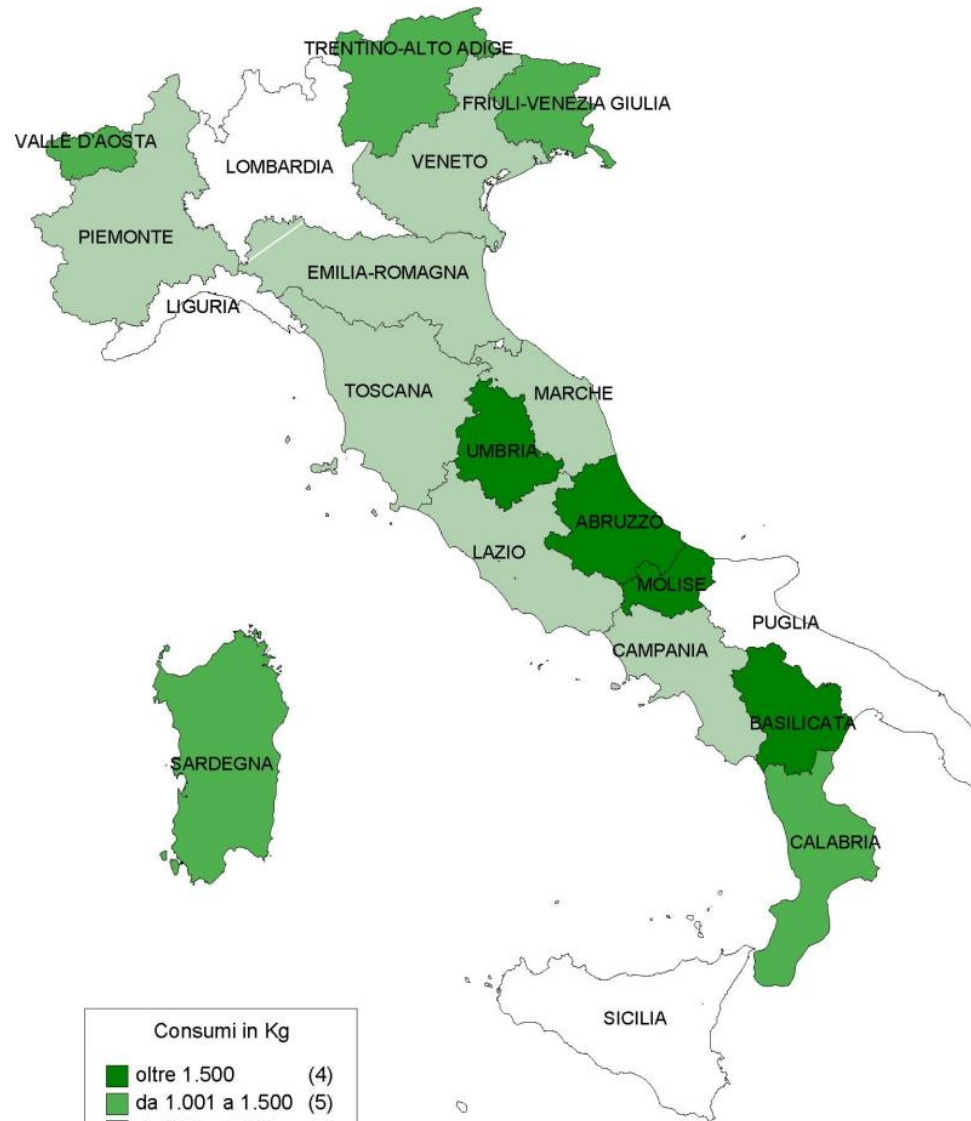 TRENTINO-ALTO ADIGE
FRIULI-VENEZIA GIULIA
VALLE D'AOSTA
LOMBARDIA
VENETO
PIEMONTE
EMILIA-ROMAGNA
LIGURIA
TOSCANA
MARCHE
UMBRIA
ABRUZZO
LAZIO
MOLISE
PUGLIA
CAMPANIA
BASILICATA
SARDEGNA
CALABRIA
SICILIA
Consumi in Kg
oltre 1.500 (4)
da 1.001 a 1.500 (5)